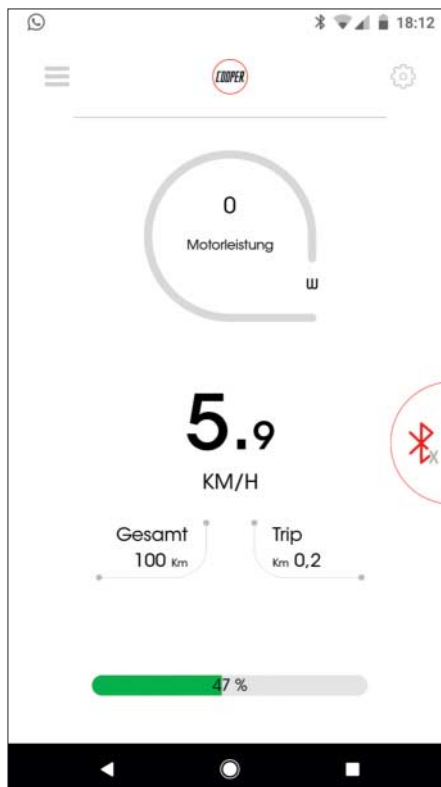 18:12
COOPER
0
Motorleistung
E
5.9
KM/H
Gesamt
100 Km
Trip
Km 0,2
X
47 %